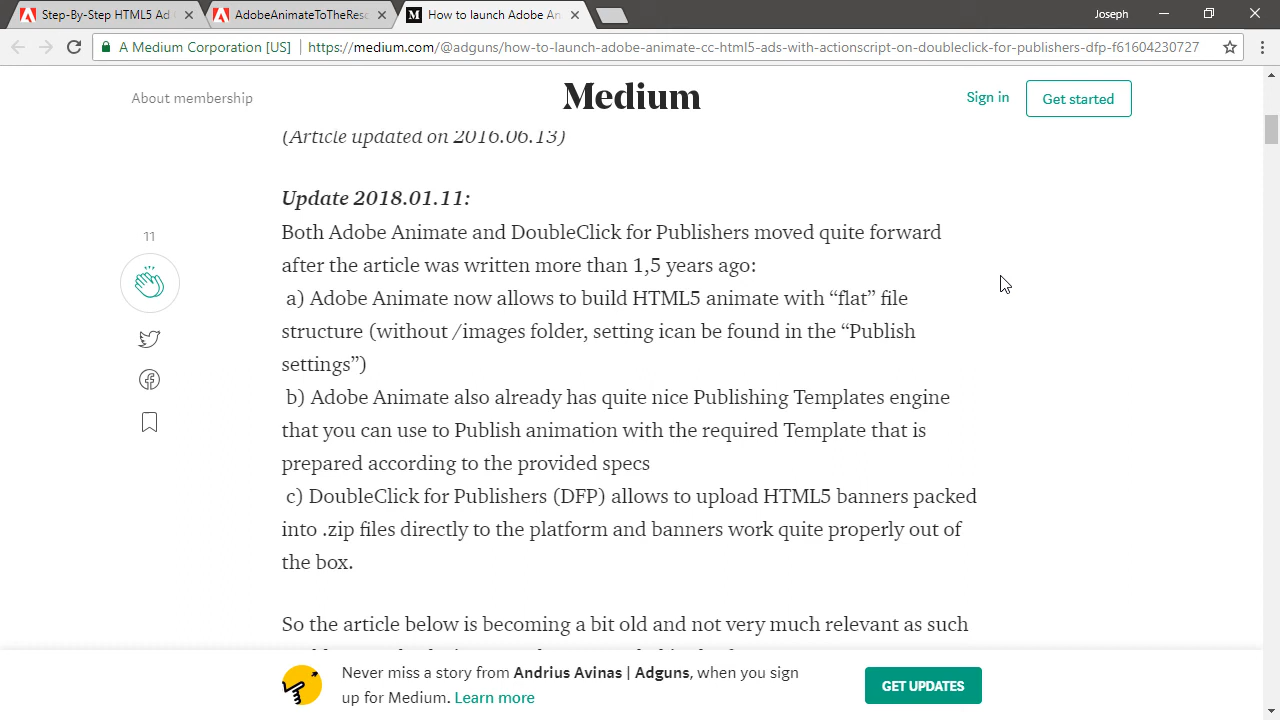 Step-By-Step HTML5 Ad
AdobeAnimateToTheRes
How to launch Adobe An
Joseph
A Medium Corporation [US]
https://medium.com/@adguns/how-to-launch-adobe-animate-cc-html5-ads-with-actionscript-on-doubleclick-for-publishers-dfp-f61604230727
About membership
Medium
Sign in
Get started
(Article updated on 2016.06.13)
Update 2018.01.11:
Both Adobe Animate and DoubleClick for Publishers moved quite forward
after the article was written more than 1,5 years ago:
a) Adobe Animate now allows to build HTML5 animate with “flat” file
structure (without /images folder, setting ican be found in the “Publish
settings”)
b) Adobe Animate also already has quite nice Publishing Templates engine
that you can use to Publish animation with the required Template that is
prepared according to the provided specs
c) DoubleClick for Publishers (DFP) allows to upload HTML5 banners packed
into .zip files directly to the platform and banners work quite properly out of
the box.
11
So the article below is becoming a bit old and not very much relevant as such
Never miss a story from Andrius Avinas | Adguns, when you sign
up for Medium. Learn more
GET UPDATES